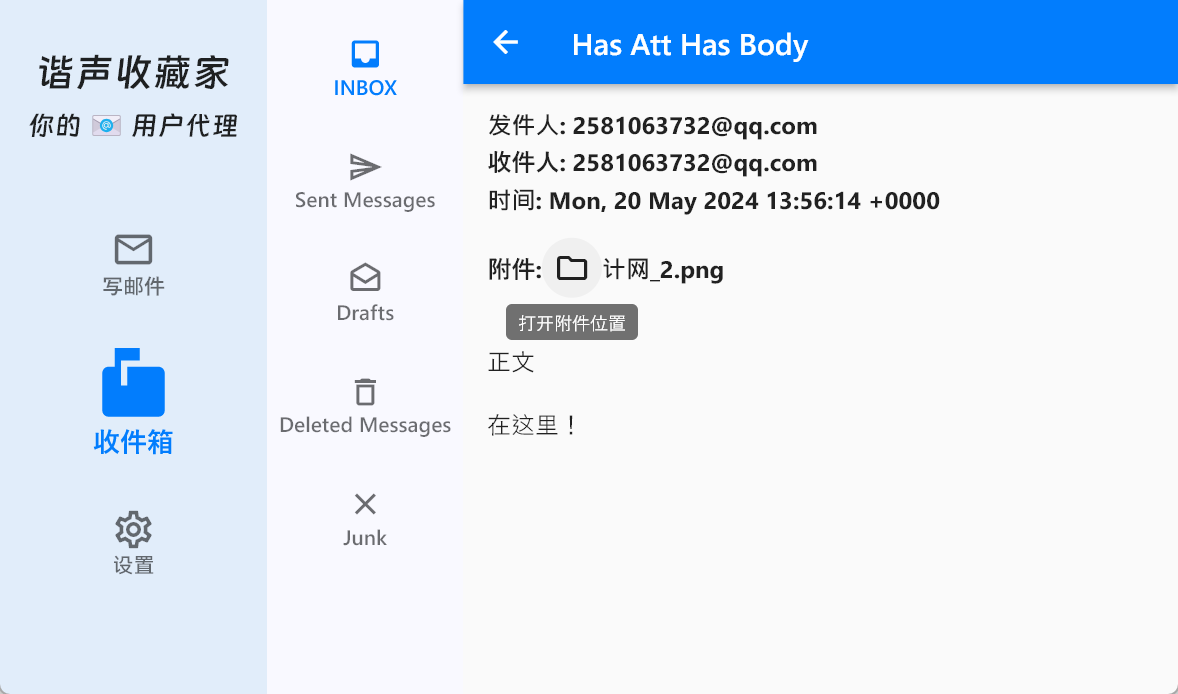 谐声收藏家
你的 📧 用户代理
写邮件
收件箱
设置
INBOX
Sent Messages
Drafts
Deleted Messages
Junk
Has Att Has Body
发件人: 2581063732@qq.com
收件人: 2581063732@qq.com
时间: Mon, 20 May 2024 13:56:14 +0000
附件: 计网_2.png
打开附件位置
正文
在这里！